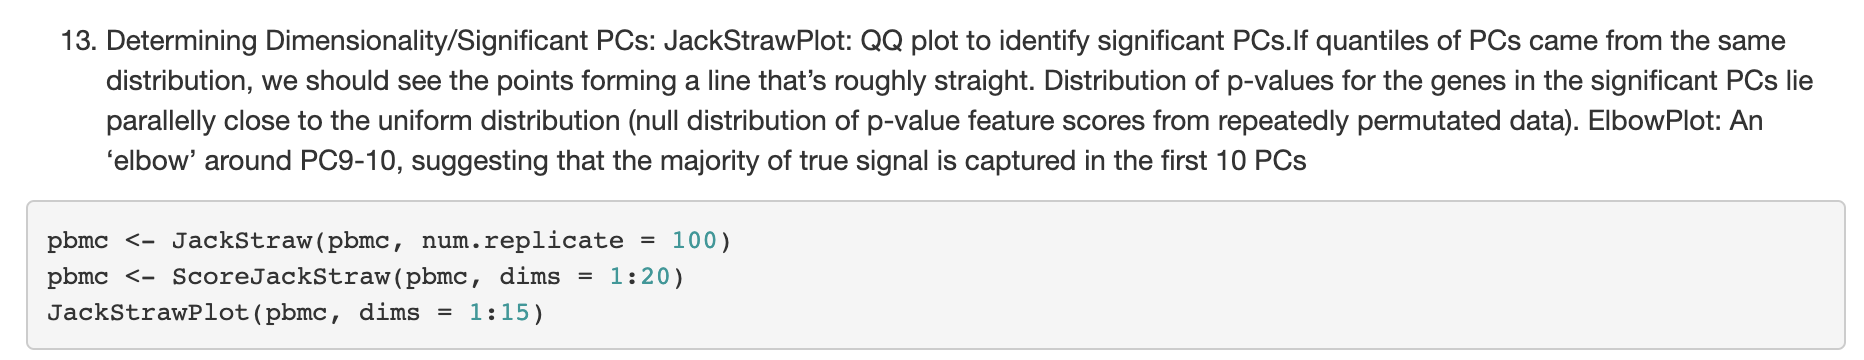 13. Determining Dimensionality/Significant PCs: JackStrawPlot: QQ plot to identify significant PCs.If quantiles of PCs came from the same
distribution, we should see the points forming a line that’s roughly straight. Distribution of p-values for the genes in the significant PCs lie
parallelly close to the uniform distribution (null distribution of p-value feature scores from repeatedly permutated data). ElbowPlot: An
‘elbow’ around PC9-10, suggesting that the majority of true signal is captured in the first 10 PCs
pbmc <- JackStraw(pbmc, num.replicate = 100)
pbmc <- ScoreJackStraw(pbmc, dims = 1:20)
JackStrawPlot(pbmc, dims = 1:15)